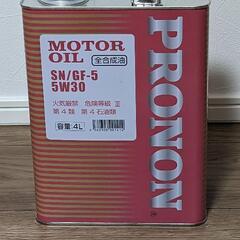 MOTOR
OIL
全合成油
SN/GF-5
5W30
火気厳禁 危険等級 Ⅲ
第4類 第4石油類
容量:4L
PRONON